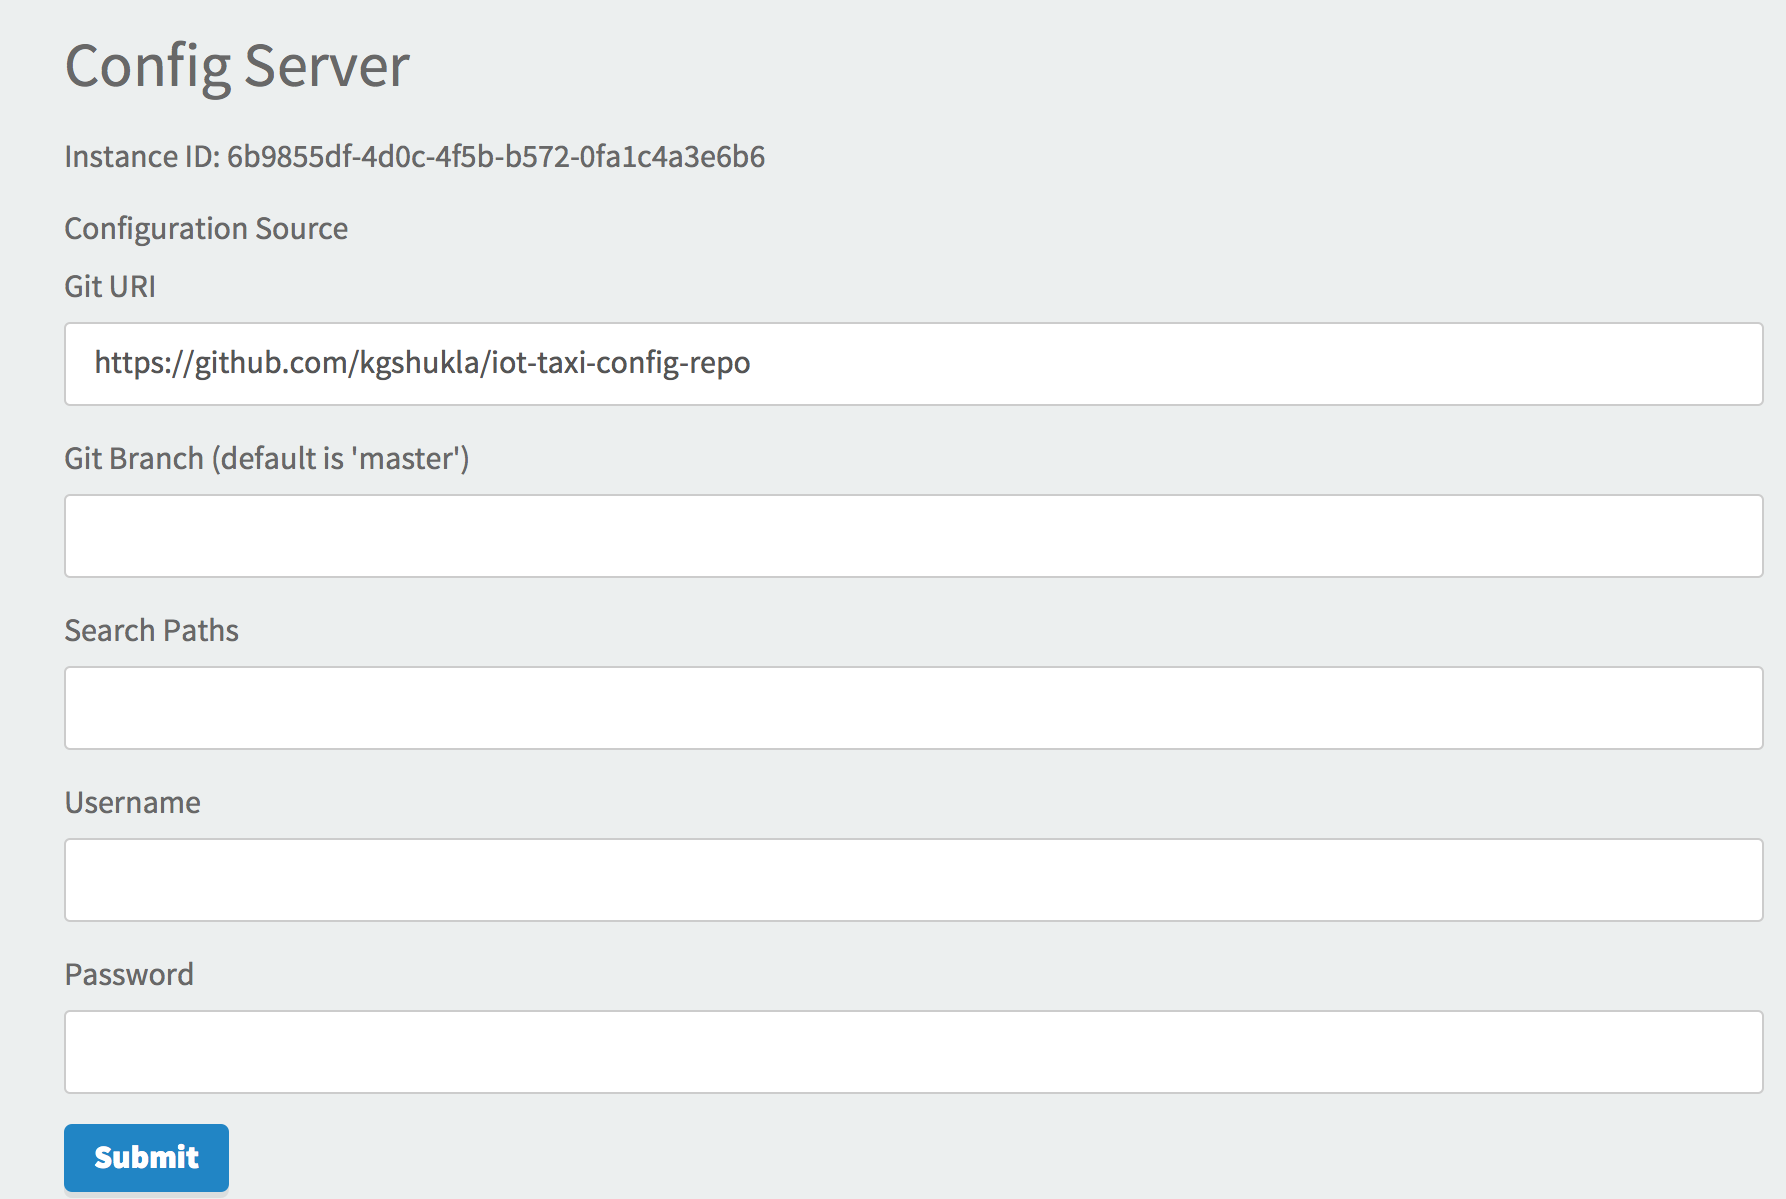 Config Server
Instance ID: 6b9855df-4d0c-4f5b-b572-0fa1c4a3e6b6
Configuration Source
Git URI
https://github.com/kgshukla/iot-taxi-config-repo
Git Branch (default is 'master')
Search Paths
Username
Password
Submit